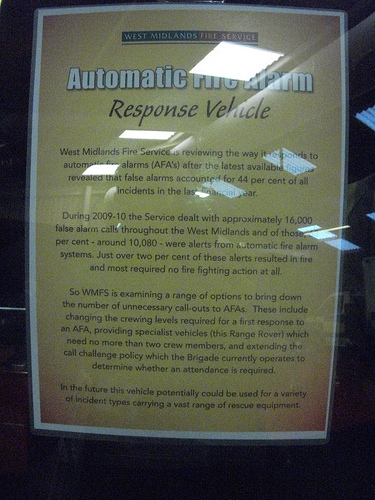 WEST MIDLANDS FIRE SERVICE
Automatic Fire Alarm
Response Vehicle
West Midlands Fire Service is reviewing the way it responds to
automatic fire alarms (AFA's) after the latest available figures
revealed that false alarms accounted for 44 per cent of all
incidents in the last financial year.
During 2009-10 the Service dealt with approximately 16,000
false alarm calls throughout the West Midlands and of those,
per cent - around 10,080 - were alerts from automatic fire alarm
systems. Just over two per cent of these alerts resulted in fire
and most required no fire fighting action at all.
So WMFS is examining a range of options to bring down
the number of unnecessary call-outs to AFAs. These include
changing the crewing levels required for a first response to
an AFA, providing specialist vehicles (this Range Rover) which
need no more than two crew members, and extending the
call challenge policy which the Brigade currently operates to
determine whether an attendance is required.
In the future this vehicle potentially could be used for a variety
of incident types carrying a vast range of rescue equipment.